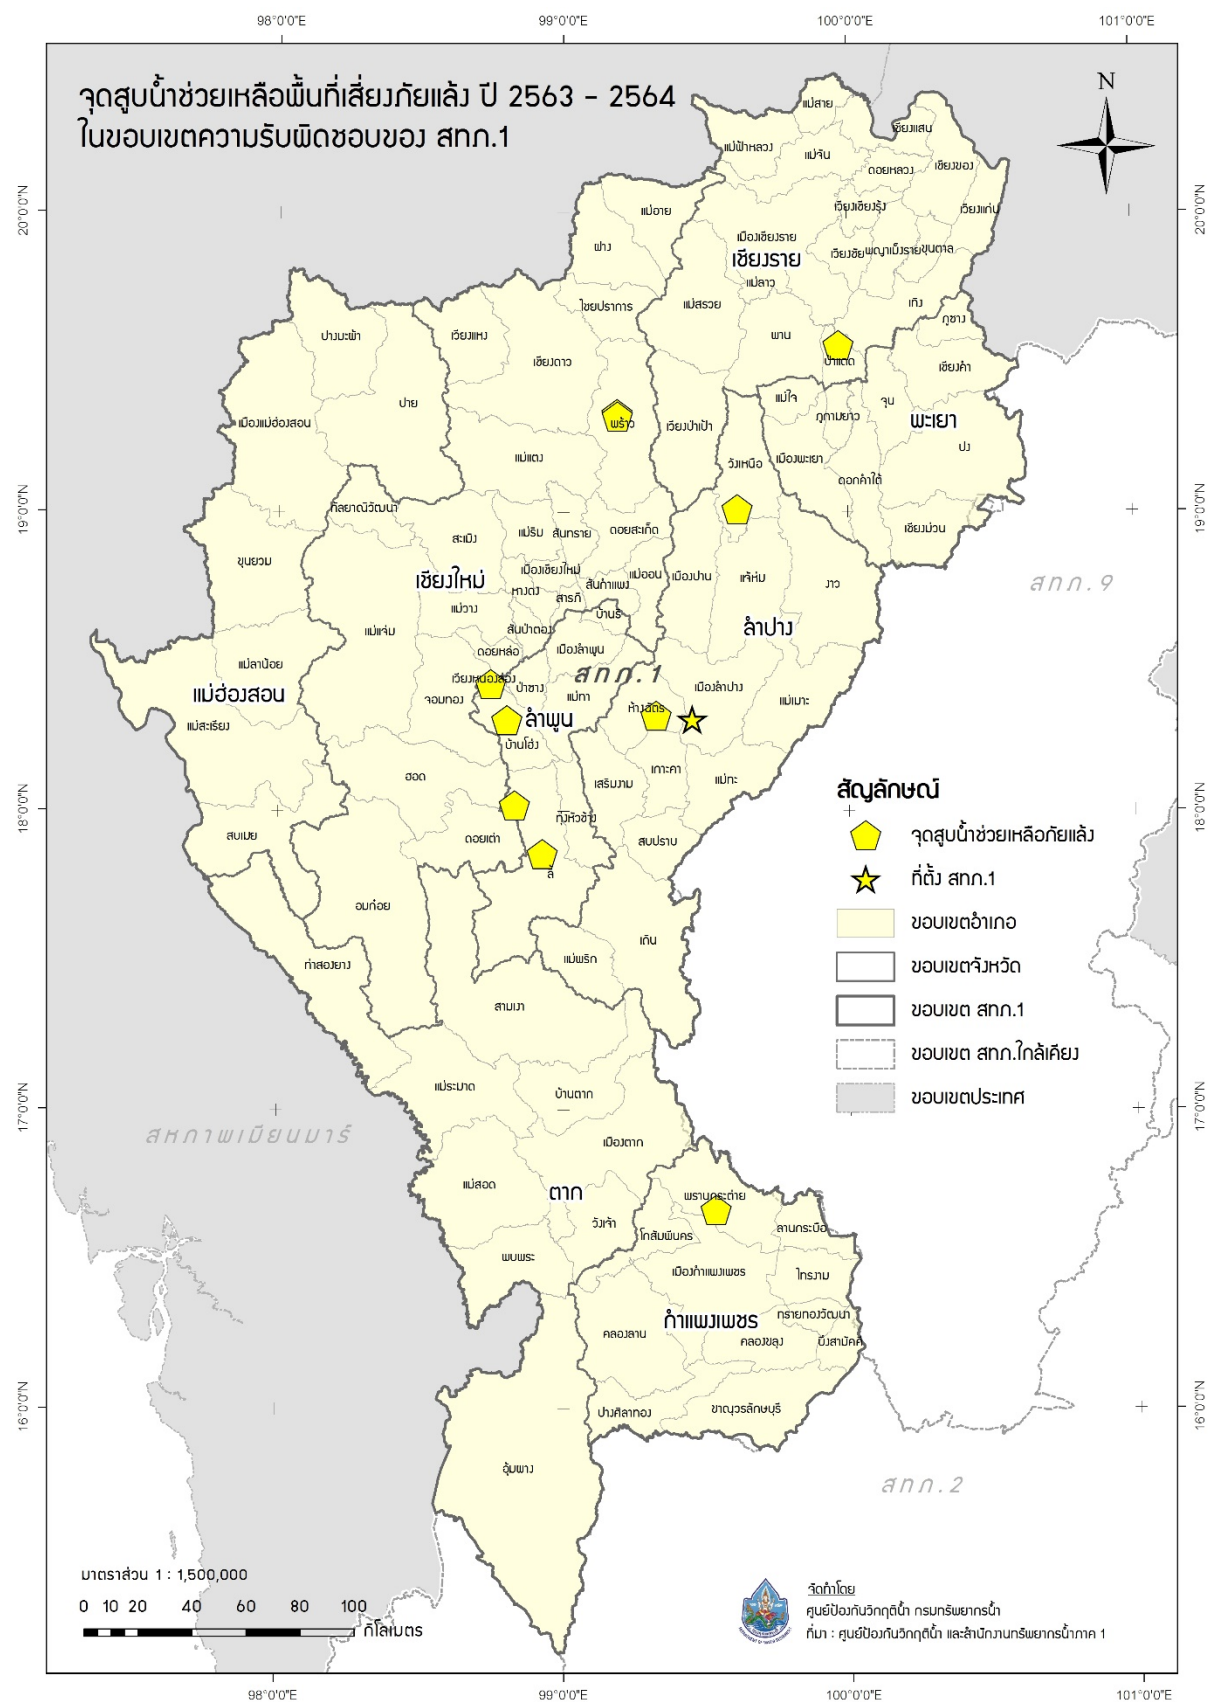 98°0'0"E 99°0'0"E 100°0'0"E 101°0'0"E
จุดสูบน้ำช่วยเหลือพื้นที่เสี่ยงภัยแล้ง ปี 2563 - 2564
ในขอบเขตความรับผิดชอบของ สทภ.1
N
20°0'0"N
20°0'0"N
แม่สาย
เชียงแสน
แม่ฟ้าหลวง
แม่จัน
ดอยหลวง
เชียงของ
แม่อาย
เวียงเชียงรุ้ง
เวียงแก่น
ฝาง
เมืองเชียงราย
เชียงราย
เวียงชัย
พญาเม็งราย
ขุนตาล
แม่ลาว
ไชยปราการ
แม่สรวย
เทิง
ภูซาง
ปางมะผ้า
เวียงแหง
เชียงดาว
พาน
ป่าแดด
เชียงคำ
ปาย
แม่ใจ
จุน
เมืองแม่ฮ่องสอน
พร้าว
เวียงป่าเป้า
ภูกามยาว
พะเยา
ปง
แม่แตง
วังเหนือ
เมืองพะเยา
ดอกคำใต้
19°0'0"N
19°0'0"N
กัลยาณิวัฒนา
สะเมิง
แม่ริม
สันทราย
ดอยสะเก็ด
เชียงม่วน
ขุนยวม
เชียงใหม่
เมืองเชียงใหม่
แม่ออน
เมืองปาน
แจ้ห่ม
งาว
หางดง
สารภี
สันกำแพง
สทภ.9
แม่วาง
บ้านธิ
แม่แจ่ม
สันป่าตอง
ลำปาง
ดอยหล่อ
เมืองลำพูน
แม่ลาน้อย
แม่ฮ่องสอน
เวียงหนองล่อง
สทภ.1
จอมทอง
ป่าซาง
แม่ทา
เมืองลำปาง
แม่เมาะ
แม่สะเรียง
ลำพูน
ห้างฉัตร
บ้านโฮ่ง
ฮอด
เสริมงาม
เกาะคา
แม่ทะ
18°0'0"N
18°0'0"N
สบเมย
ดอยเต่า
ทุ่งหัวช้าง
สบปราบ
ลี้
อมก๋อย
ท่าสองยาง
แม่พริก
เถิน
สามเงา
สัญลักษณ์
จุดสูบน้ำช่วยเหลือภัยแล้ง
ที่ตั้ง สทภ.1
ขอบเขตอำเภอ
ขอบเขตจังหวัด
ขอบเขต สทภ.1
ขอบเขต สทภ.ใกล้เคียง
ขอบเขตประเทศ
แม่ระมาด
บ้านตาก
17°0'0"N
17°0'0"N
สหภาพเมียนมาร์
เมืองตาก
แม่สอด
ตาก
พรานกระต่าย
วังเจ้า
โกสัมพีนคร
ลานกระบือ
พบพระ
เมืองกำแพงเพชร
ไทรงาม
กำแพงเพชร
ทรายทองวัฒนา
คลองลาน
คลองขลุง
บึงสามัคคี
16°0'0"N
16°0'0"N
ปางศิลาทอง
ขาณุวรลักษบุรี
อุ้มผาง
สทภ.2
มาตราส่วน 1 : 1,500,000
0 10 20 40 60 80 100
กิโลเมตร
จัดทำโดย
ศูนย์ป้องกันวิกฤติน้ำ กรมทรัพยากรน้ำ
ที่มา : ศูนย์ป้องกันวิกฤติน้ำ และสำนักงานทรัพยากรน้ำภาค 1
98°0'0"E 99°0'0"E 100°0'0"E 101°0'0"E